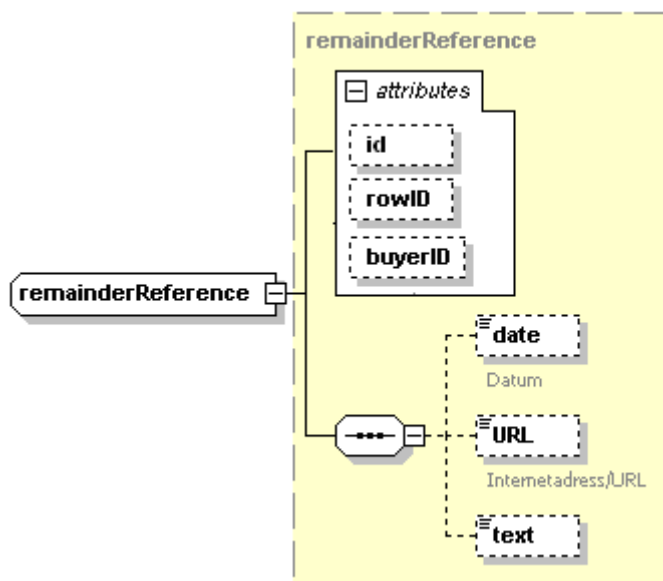 remainderReference
attributes
id
rowID
buyerID
remainderReference
date
Datum
URL
Internetadress/URL
text